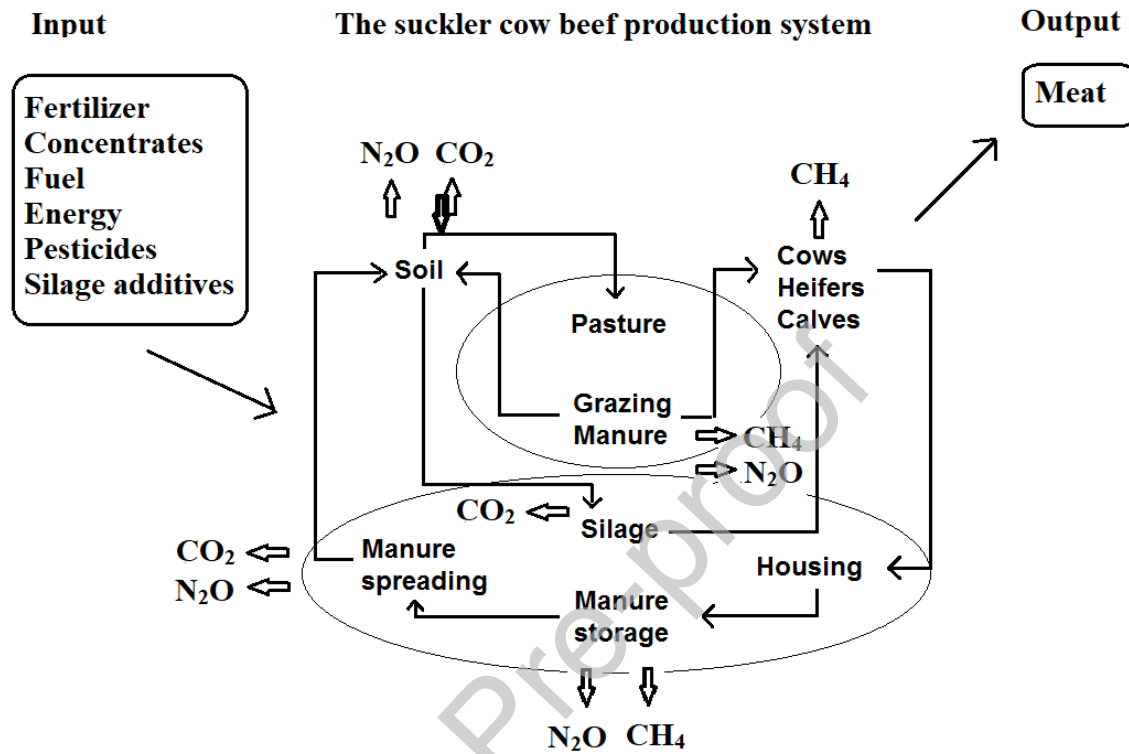 Input
The suckler cow beef production system
Output
Fertilizer
Concentrates
Fuel
Energy
Pesticides
Silage additives
Meat
N₂O CO₂
CH₄
Soil
Cows
Heifers
Calves
Pasture
Grazing
Manure
CH₄
N₂O
CO₂
Silage
CO₂
N₂O
Manure
spreading
Housing
Manure
storage
N₂O CH₄
Pre-proof